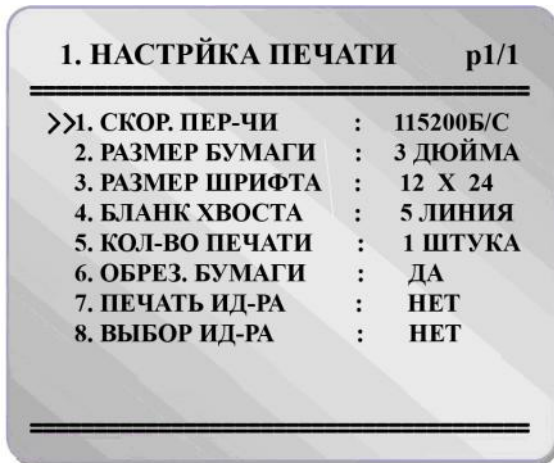 1. НАСТРЙКА ПЕЧАТИ p1/1
>>1. СКОР. ПЕР-ЧИ : 115200Б/С
2. РАЗМЕР БУМАГИ : 3 ДЮЙМА
3. РАЗМЕР ШРИФТА : 12 X 24
4. БЛАНК ХВОСТА : 5 ЛИНИЯ
5. КОЛ-ВО ПЕЧАТИ : 1 ШТУКА
6. ОБРЕЗ. БУМАГИ : ДА
7. ПЕЧАТЬ ИД-РА : НЕТ
8. ВЫБОР ИД-РА : НЕТ